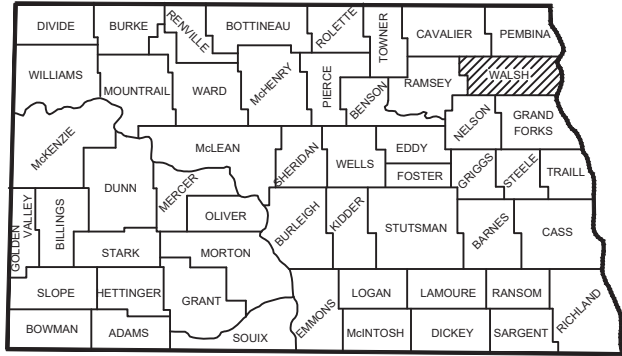 DIVIDE
BURKE
RENVILLE
BOTTINEAU
ROLETTE
TOWNER
CAVALIER
PEMBINA
WILLIAMS
MOUNTRAIL
WARD
McHENRY
PIERCE
BENSON
RAMSEY
WALSH
McKENZIE
McLEAN
SHERIDAN
WELLS
EDDY
FOSTER
NELSON
GRAND
FORKS
DUNN
MERCER
OLIVER
BURLEIGH
KIDDER
STUTSMAN
GRIGGS
STEELE
TRAILL
GOLDEN
VALLEY
BILLINGS
STARK
MORTON
BARNES
CASS
SLOPE
HETTINGER
GRANT
EMMONS
LOGAN
LAMOURE
RANSOM
RICHLAND
BOWMAN
ADAMS
SOUIX
McINTOSH
DICKEY
SARGENT